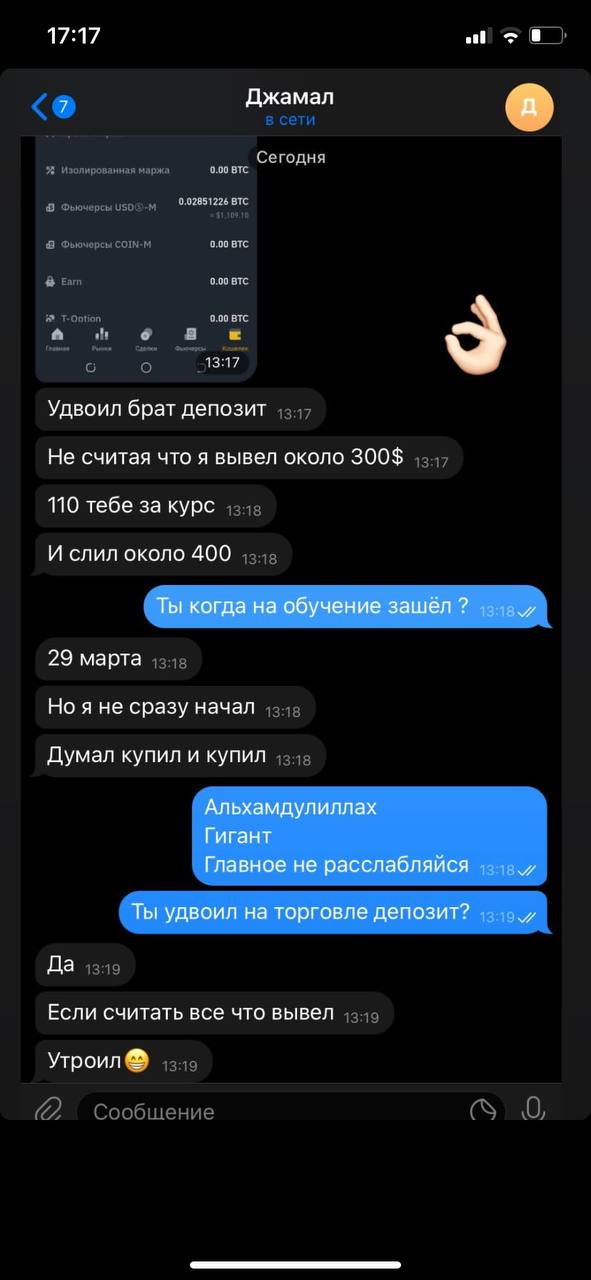 17:17
7
Джамал
в сети
Д
Сегодня
Изолированная маржа 0.00 BTC
Фьючерсы USDⓈ-M 0.02851226 BTC
≈ $1,109.10
Фьючерсы COIN-M 0.00 BTC
Earn 0.00 BTC
T-Option 0.00 BTC
Главная Рынки Сделки Фьючерсы Кошелек
13:17
Удвоил брат депозит 13:17
Не считая что я вывел около 300$ 13:17
110 тебе за курс 13:18
И слил около 400 13:18
Ты когда на обучение зашёл ? 13:18
29 марта 13:18
Но я не сразу начал 13:18
Думал купил и купил 13:18
Альхамдулиллах
Гигант
Главное не расслабляйся 13:18
Ты удвоил на торговле депозит? 13:19
Да 13:19
Если считать все что вывел 13:19
Утроил😁 13:19
Сообщение